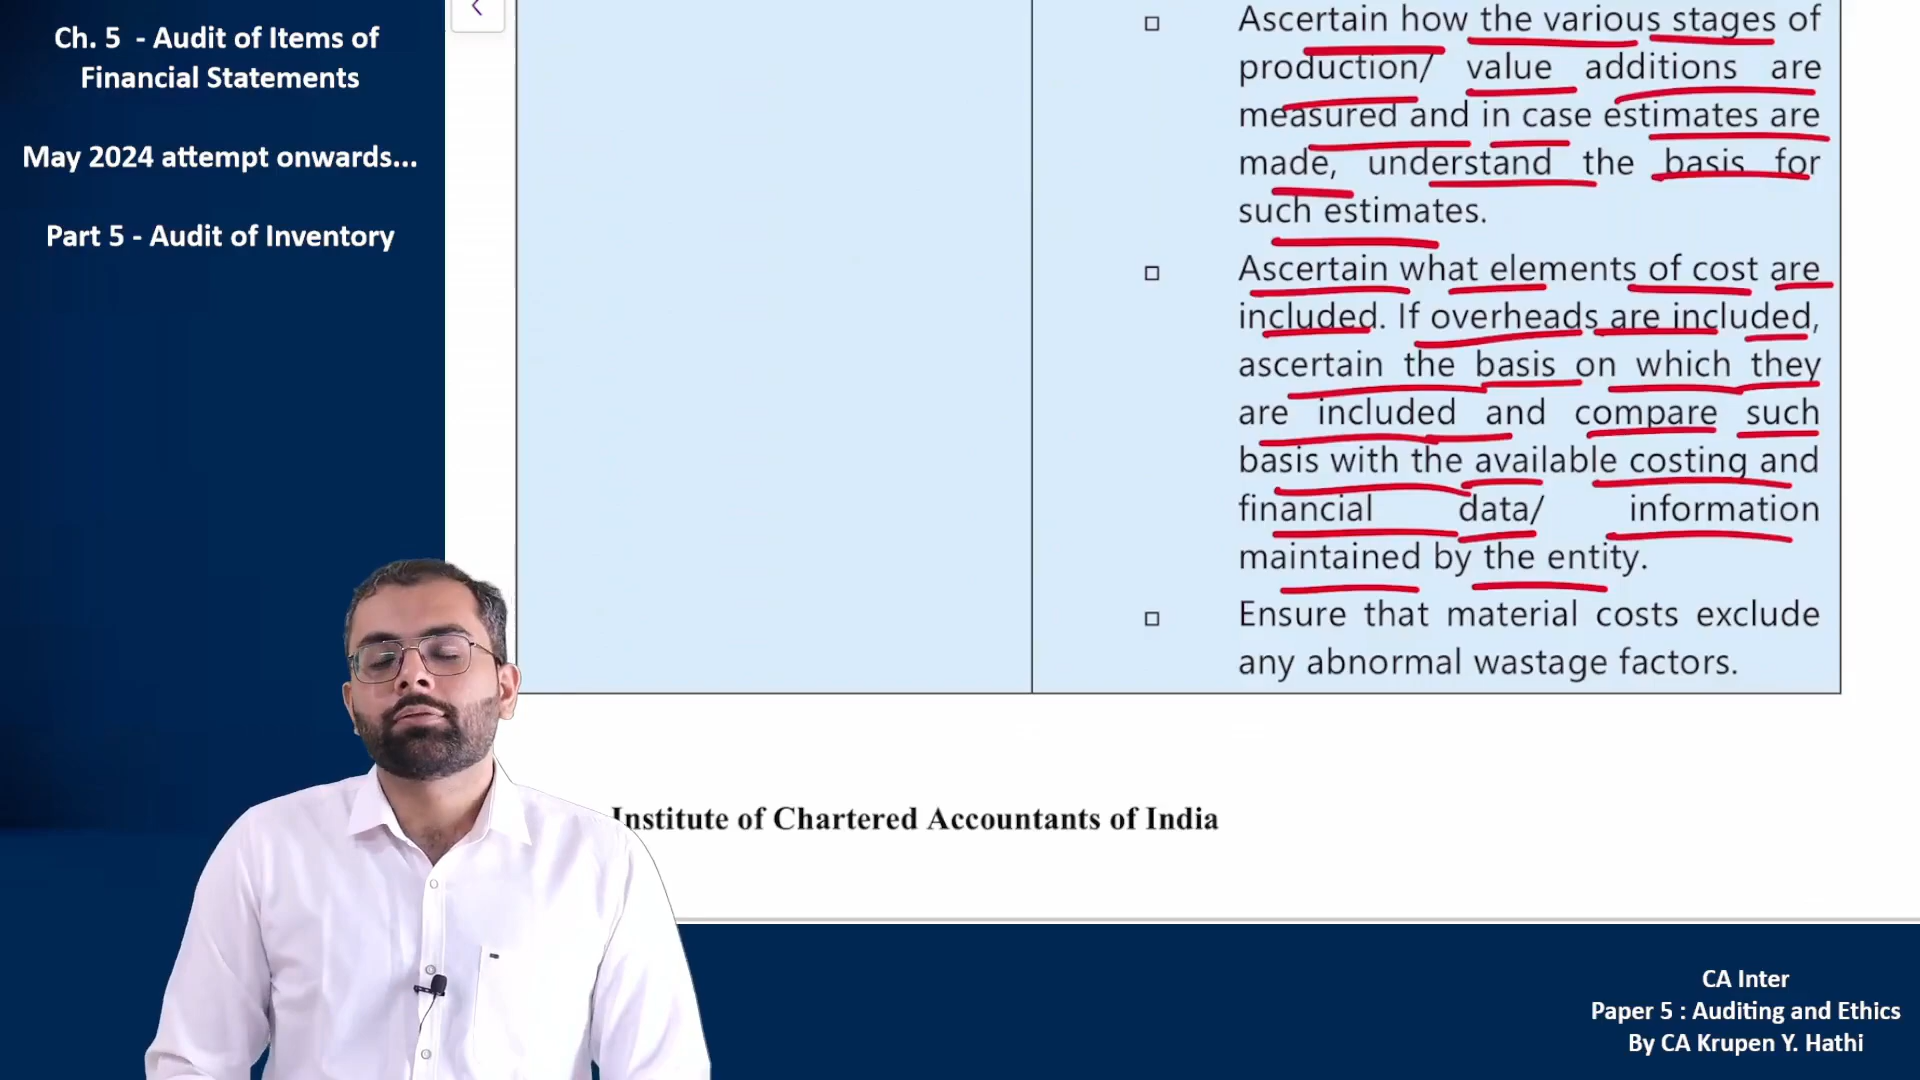 Ch. 5 - Audit of Items of
Financial Statements
May 2024 attempt onwards...
Part 5 - Audit of Inventory
Ascertain how the various stages of
production/ value additions are
measured and in case estimates are
made, understand the basis for
such estimates.
Ascertain what elements of cost are
included. If overheads are included,
ascertain the basis on which they
are included and compare such
basis with the available costing and
financial data/ information
maintained by the entity.
Ensure that material costs exclude
any abnormal wastage factors.
Institute of Chartered Accountants of India
CA Inter
Paper 5 : Auditing and Ethics
By CA Krupen Y. Hathi